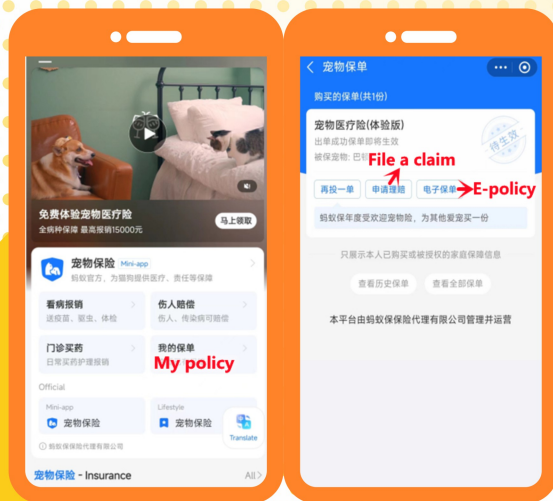 免费体验宠物医疗险
全病种保障 最高报销15000元
马上领取
宠物保险 Mini-app
蚂蚁官方，为猫狗提供医疗、责任等保障
看病报销
送疫苗、驱虫、体检
伤人赔偿
伤人、传染病可赔偿
门诊买药
日常买药护理报销
我的保单
My policy
Official
Mini-app
宠物保险
Lifestyle
宠物保险
Translate
蚂蚁保保险代理有限公司
宠物保险 - Insurance
All
宠物保单
购买的保单(共1份)
宠物医疗险(体验版)
出单成功保单即将生效
待生效
被保宠物: 巴
File a claim
再投一单
申请理赔
电子保单
E-policy
蚂蚁保年度受欢迎宠物险，为其他爱宠买一份
只展示本人已购买或被授权的家庭保障信息
查看历史保单
查看全部保单
本平台由蚂蚁保保险代理有限公司管理并运营